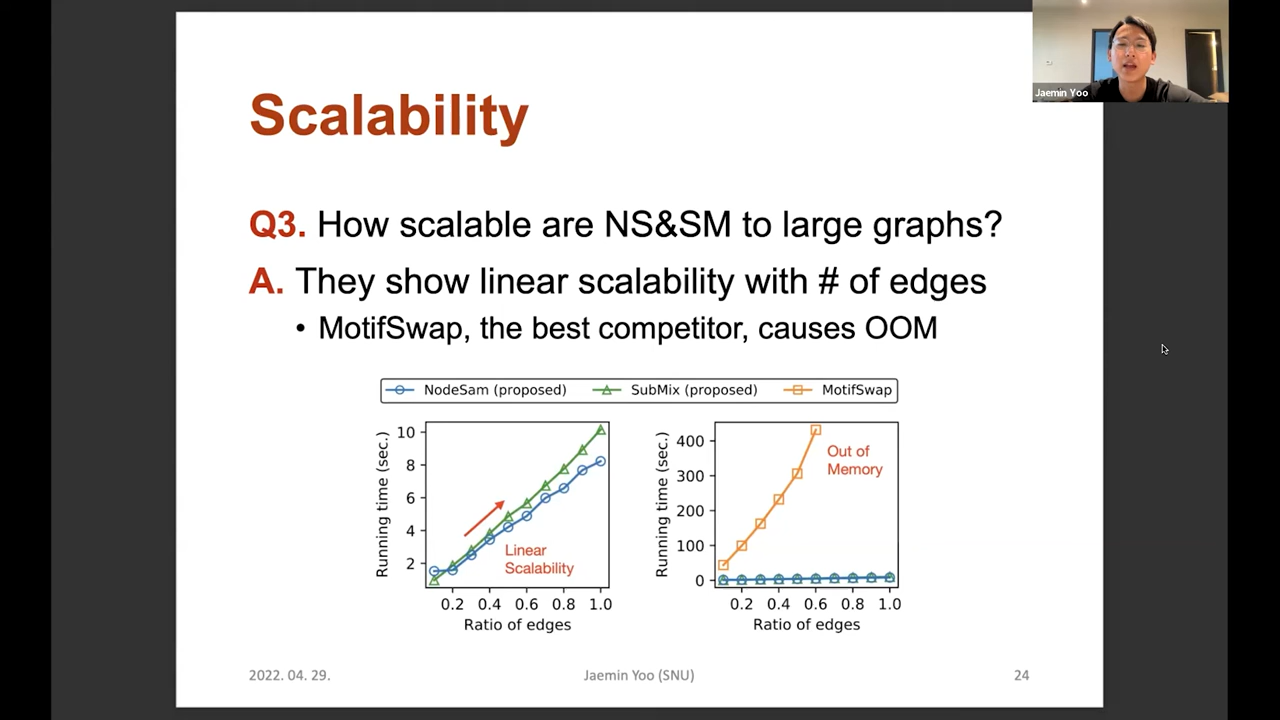 Jaemin Yoo
Scalability
Q3. How scalable are NS&SM to large graphs?
A. They show linear scalability with # of edges
• MotifSwap, the best competitor, causes OOM
NodeSam (proposed) SubMix (proposed) MotifSwap
Running time (sec.)
10
8
6
4
2
Linear
Scalability
0.2 0.4 0.6 0.8 1.0
Ratio of edges
Running time (sec.)
400
300
200
100
0
Out of
Memory
0.2 0.4 0.6 0.8 1.0
Ratio of edges
2022. 04. 29. Jaemin Yoo (SNU) 24